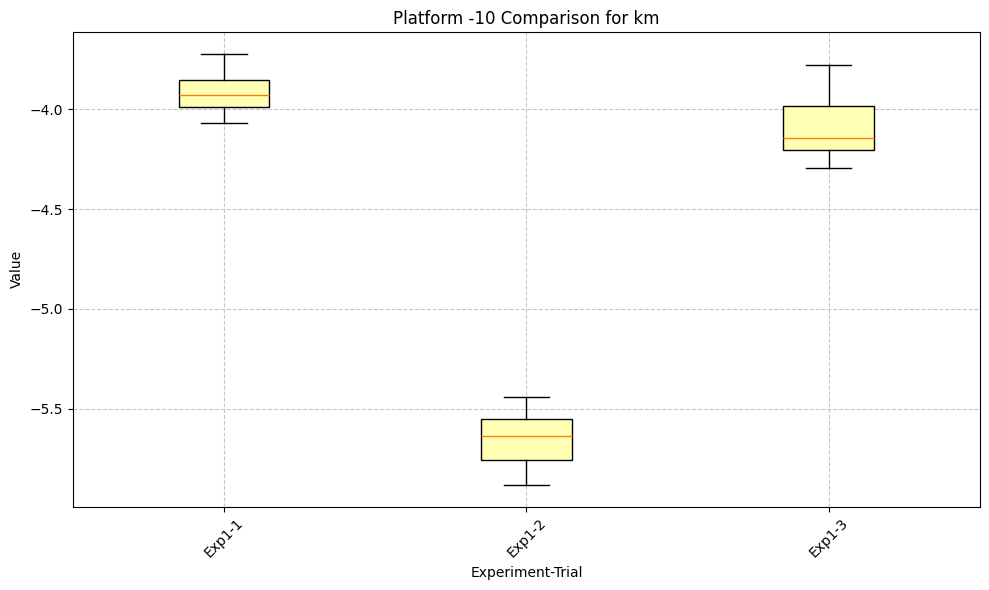 Platform -10 Comparison for km
Value
−4.0
−4.5
−5.0
−5.5
Exp1-1
Exp1-2
Exp1-3
Experiment-Trial